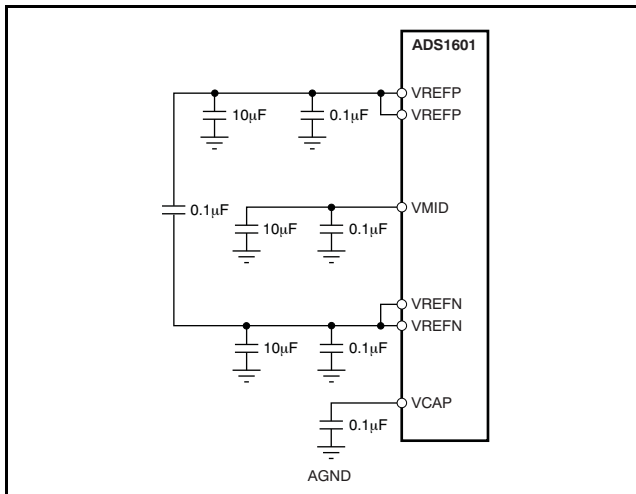 ADS1601
VREFP
10μF
0.1μF
VREFP
0.1μF
VMID
10μF
0.1μF
VREFN
VREFN
10μF
0.1μF
VCAP
0.1μF
AGND